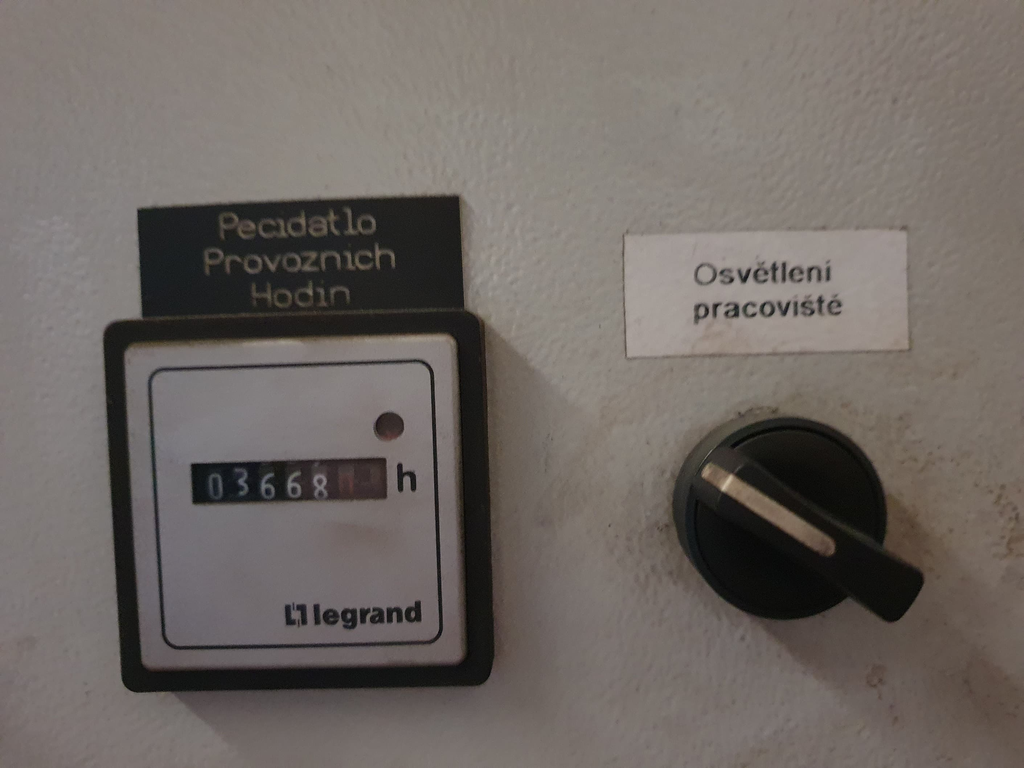 Pecidatlo
Provoznich
Hodin
Osvětlení
pracoviště
03668 h
legrand